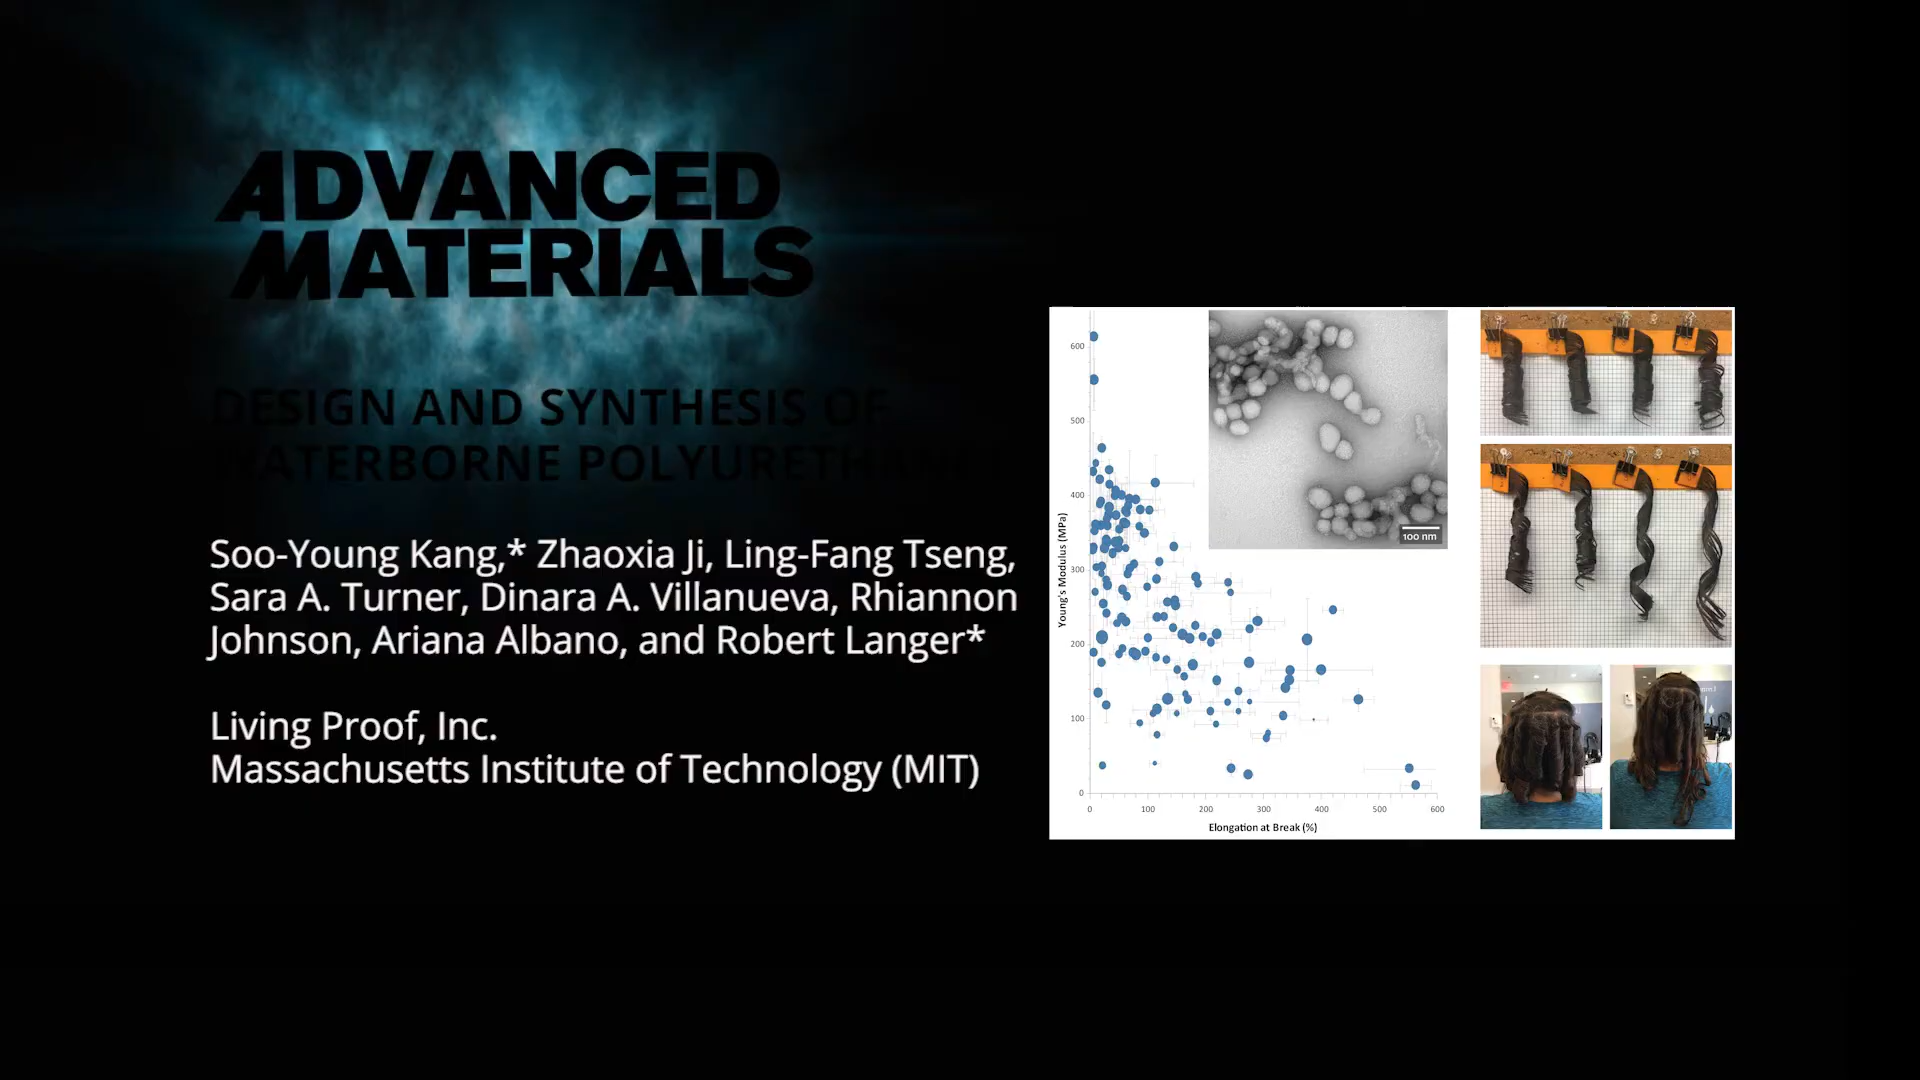 ADVANCED
MATERIALS
DESIGN AND SYNTHESIS OF
WATERBORNE POLYURETHANE
Soo-Young Kang,* Zhaoxia Ji, Ling-Fang Tseng,
Sara A. Turner, Dinara A. Villanueva, Rhiannon
Johnson, Ariana Albano, and Robert Langer*
Living Proof, Inc.
Massachusetts Institute of Technology (MIT)
600
500
400
300
200
100
0
Young's Modulus (MPa)
0 100 200 300 400 500 600
Elongation at Break (%)
100 nm